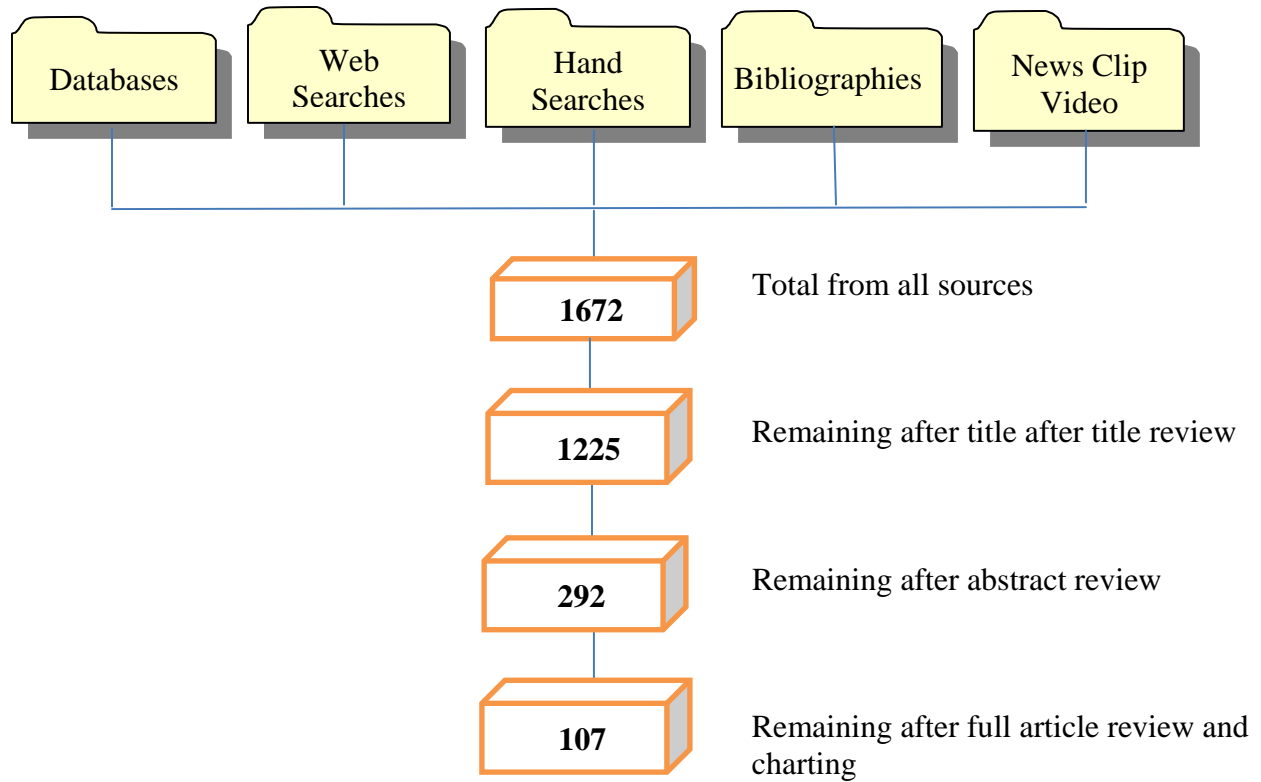 Databases
Web
Searches
Hand
Searches
Bibliographies
News Clip
Video
1672
Total from all sources
1225
Remaining after title after title review
292
Remaining after abstract review
107
Remaining after full article review and
charting